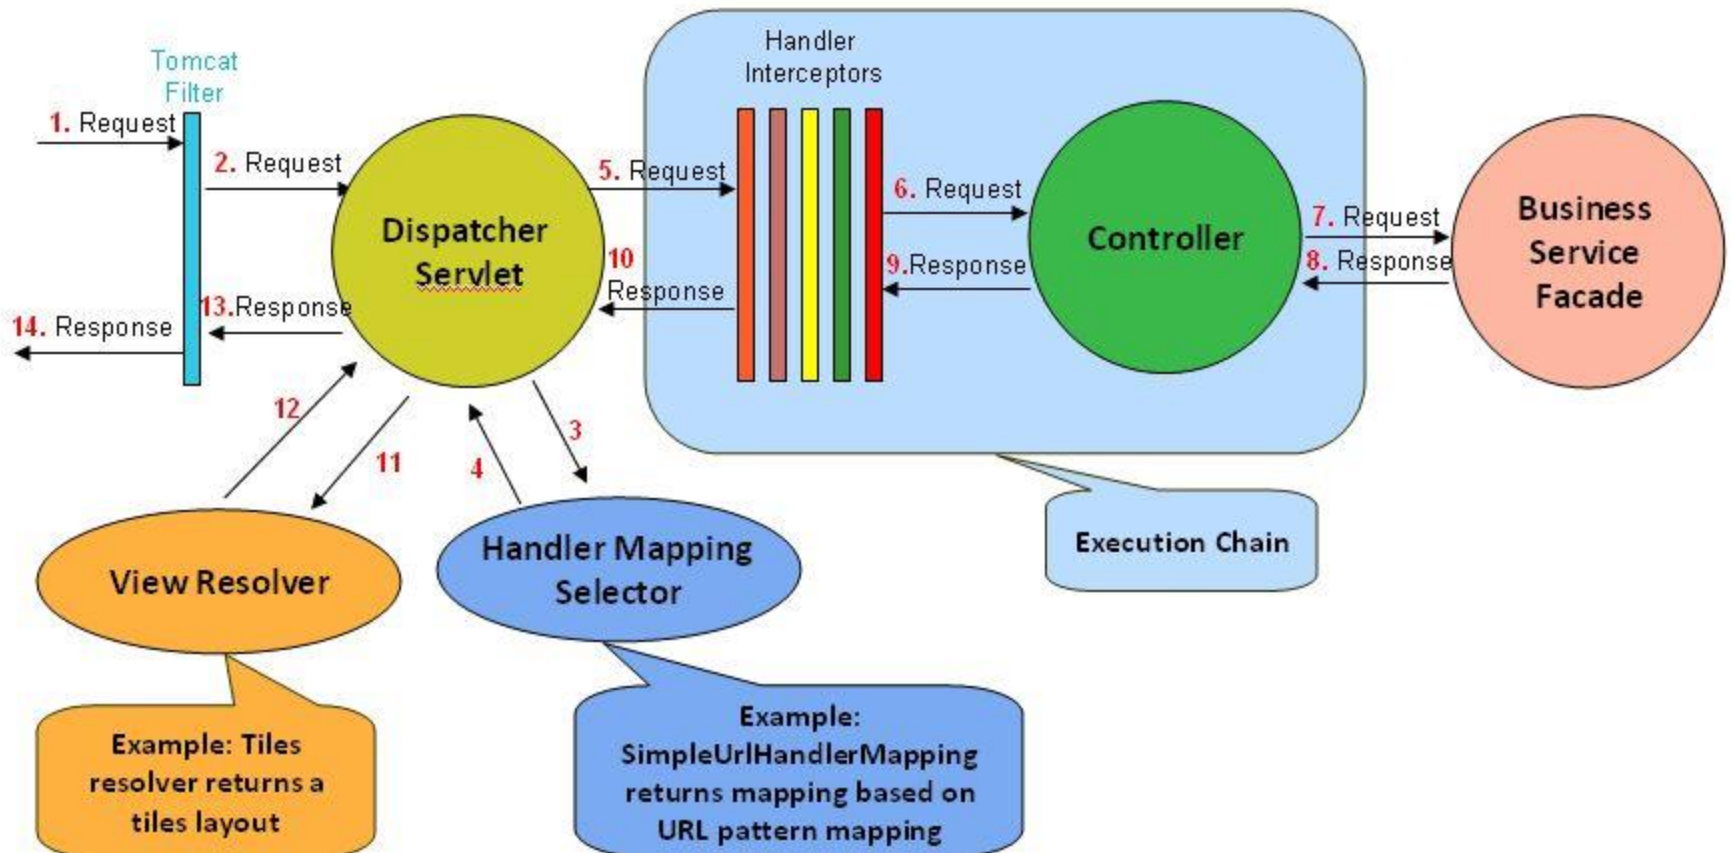 Tomcat
Filter
1. Request
2. Request
Dispatcher
Servlet
13.Response
14. Response
Handler
Interceptors
5. Request
6. Request
10
Response
9.Response
Controller
7. Request
8. Response
Business
Service
Facade
12
11
4
3
View Resolver
Handler Mapping
Selector
Execution Chain
Example: Tiles
resolver returns a
tiles layout
Example:
SimpleUrlHandlerMapping
returns mapping based on
URL pattern mapping